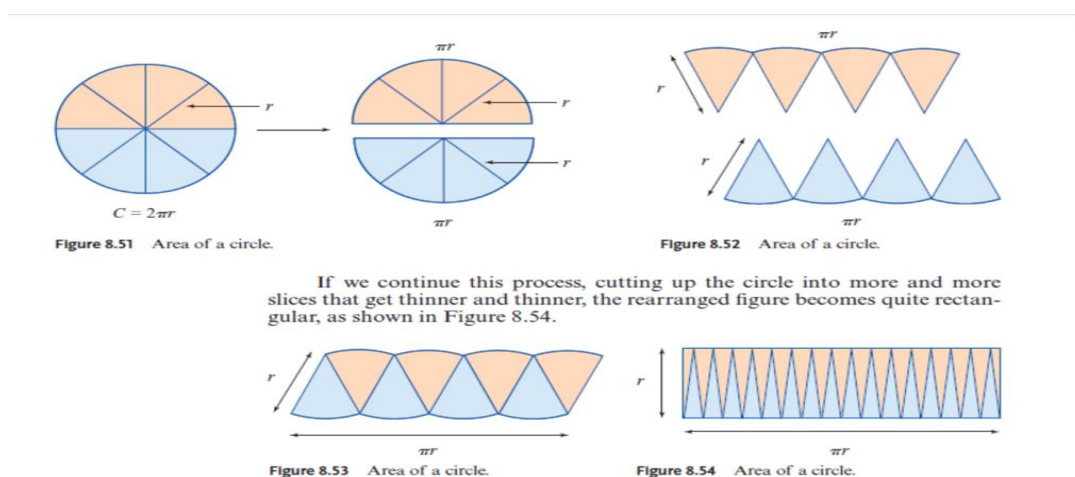 πr
r
C = 2πr
πr
r
r
πr
Figure 8.51 Area of a circle.
πr
r
r
πr
Figure 8.52 Area of a circle.
If we continue this process, cutting up the circle into more and more
slices that get thinner and thinner, the rearranged figure becomes quite rectan-
gular, as shown in Figure 8.54.
r
πr
Figure 8.53 Area of a circle.
r
πr
Figure 8.54 Area of a circle.